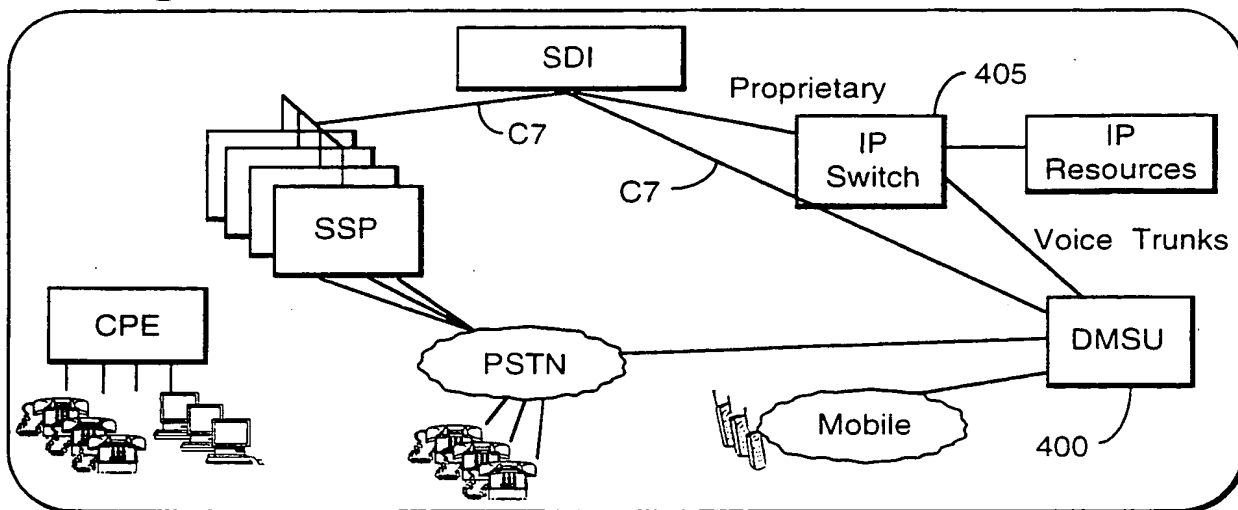 SDI
Proprietary
405
C7
IP
Switch
IP
Resources
C7
SSP
Voice Trunks
CPE
PSTN
DMSU
Mobile
400